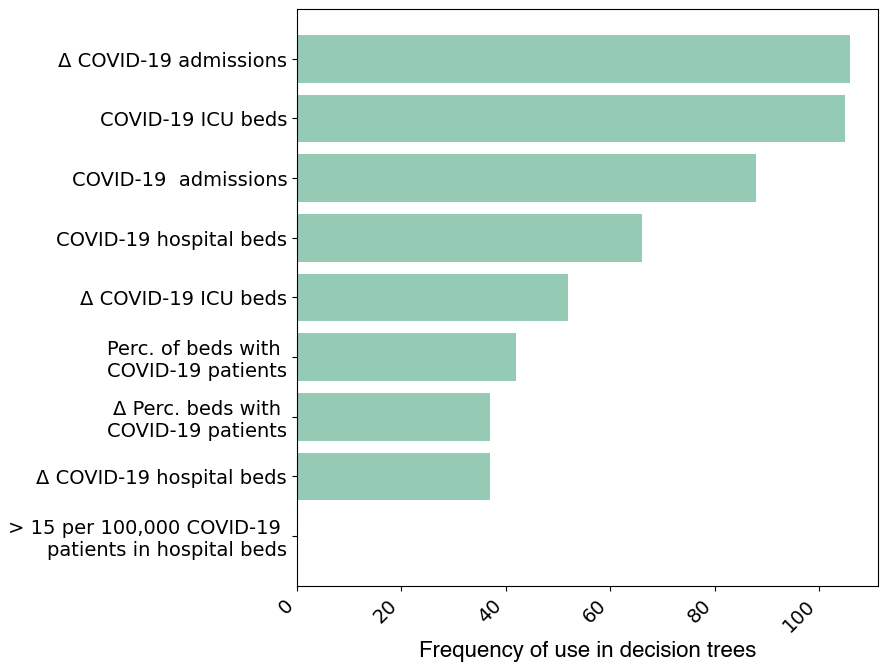 Δ COVID-19 admissions
COVID-19 ICU beds
COVID-19  admissions
COVID-19 hospital beds
Δ COVID-19 ICU beds
Perc. of beds with
COVID-19 patients
Δ Perc. beds with
COVID-19 patients
Δ COVID-19 hospital beds
> 15 per 100,000 COVID-19
patients in hospital beds
0 20 40 60 80 100
Frequency of use in decision trees